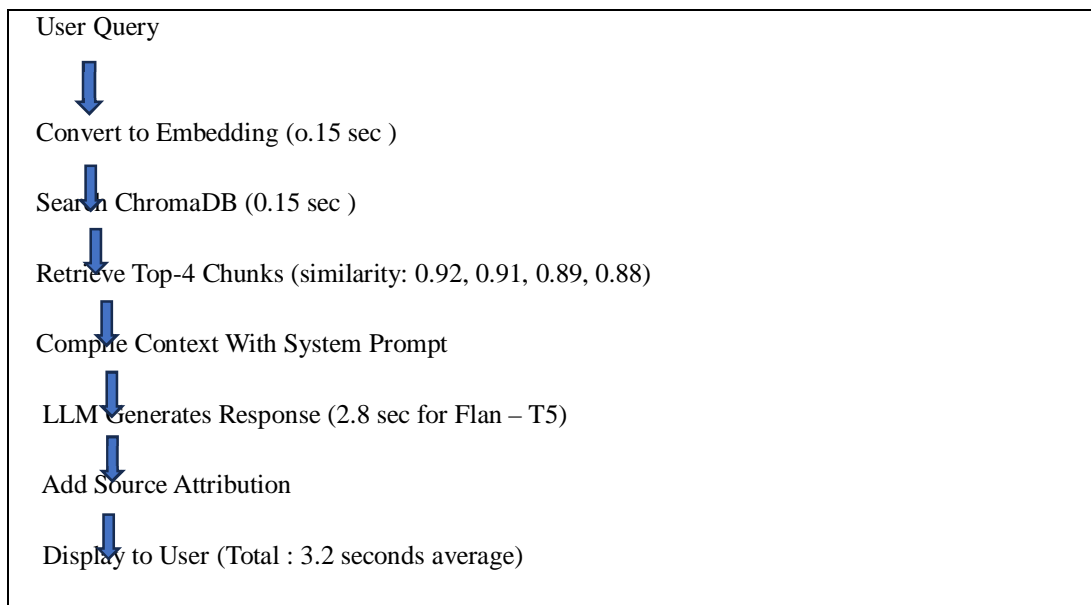 User Query
Convert to Embedding (o.15 sec )
Search ChromaDB (0.15 sec )
Retrieve Top-4 Chunks (similarity: 0.92, 0.91, 0.89, 0.88)
Compile Context With System Prompt
LLM Generates Response (2.8 sec for Flan – T5)
Add Source Attribution
Display to User (Total : 3.2 seconds average)